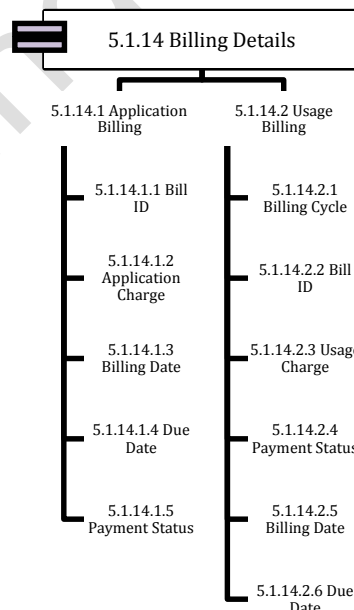 5.1.14 Billing Details
5.1.14.1 Application
Billing
5.1.14.2 Usage
Billing
5.1.14.1.1 Bill
ID
5.1.14.1.2
Application
Charge
5.1.14.1.3
Billing Date
5.1.14.1.4 Due
Date
5.1.14.1.5
Payment Status
5.1.14.2.1
Billing Cycle
5.1.14.2.2 Bill
ID
5.1.14.2.3 Usage
Charge
5.1.14.2.4
Payment Status
5.1.14.2.5
Billing Date
5.1.14.2.6 Due
Date